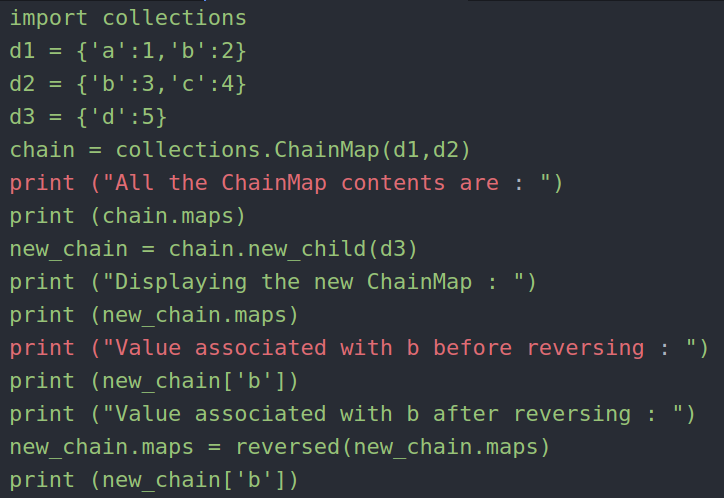 import collections
d1 = {'a':1,'b':2}
d2 = {'b':3,'c':4}
d3 = {'d':5}
chain = collections.ChainMap(d1,d2)
print ("All the ChainMap contents are : ")
print (chain.maps)
new_chain = chain.new_child(d3)
print ("Displaying the new ChainMap : ")
print (new_chain.maps)
print ("Value associated with b before reversing : ")
print (new_chain['b'])
print ("Value associated with b after reversing : ")
new_chain.maps = reversed(new_chain.maps)
print (new_chain['b'])